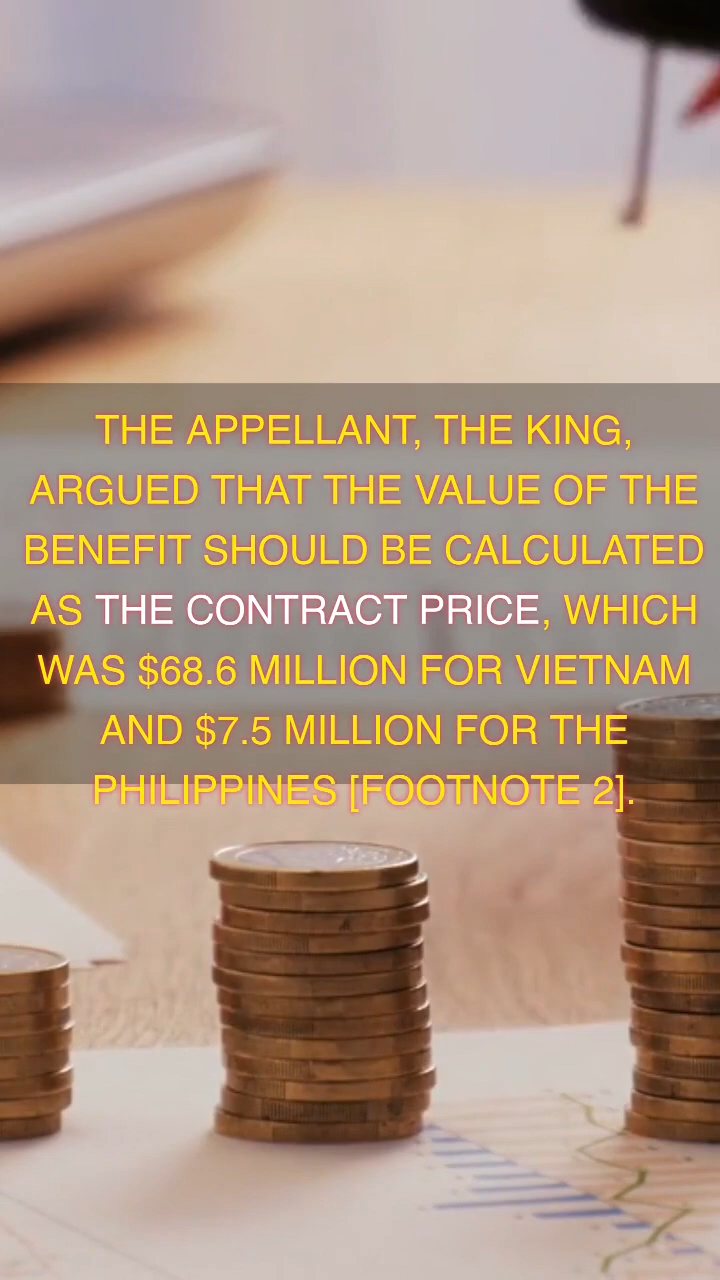 THE APPELLANT, THE KING,
ARGUED THAT THE VALUE OF THE
BENEFIT SHOULD BE CALCULATED
AS THE CONTRACT PRICE, WHICH
WAS $68.6 MILLION FOR VIETNAM
AND $7.5 MILLION FOR THE
PHILIPPINES [FOOTNOTE 2].